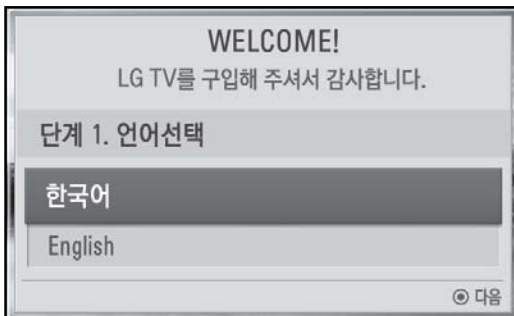 WELCOME!
LG TV를 구입해 주셔서 감사합니다.
단계 1. 언어선택
한국어
English
◉ 다음